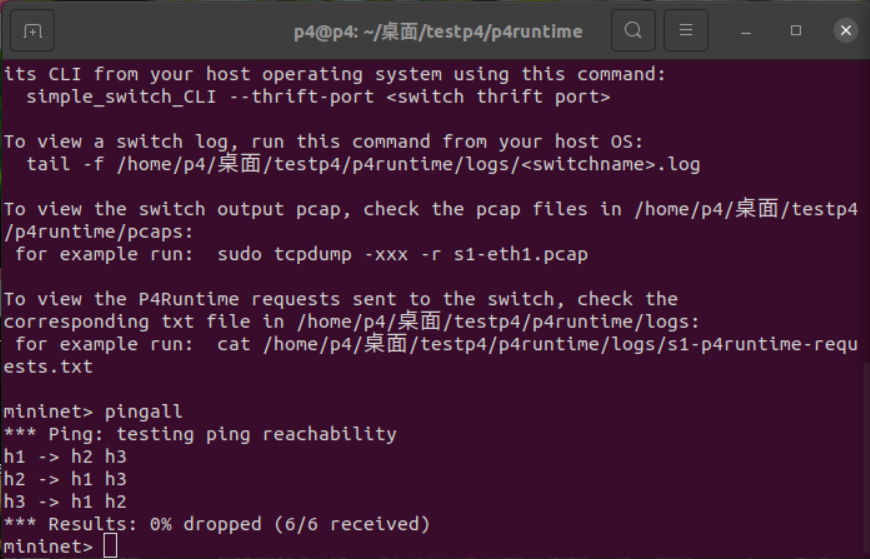 p4@p4: ~/桌面/testp4/p4runtime
its CLI from your host operating system using this command:
  simple_switch_CLI --thrift-port <switch thrift port>
To view a switch log, run this command from your host OS:
  tail -f /home/p4/桌面/testp4/p4runtime/logs/<switchname>.log
To view the switch output pcap, check the pcap files in /home/p4/桌面/testp4
/p4runtime/pcaps:
 for example run:  sudo tcpdump -xxx -r s1-eth1.pcap
To view the P4Runtime requests sent to the switch, check the
corresponding txt file in /home/p4/桌面/testp4/p4runtime/logs:
 for example run:  cat /home/p4/桌面/testp4/p4runtime/logs/s1-p4runtime-requ
ests.txt
mininet> pingall
*** Ping: testing ping reachability
h1 -> h2 h3
h2 -> h1 h3
h3 -> h1 h2
*** Results: 0% dropped (6/6 received)
mininet>